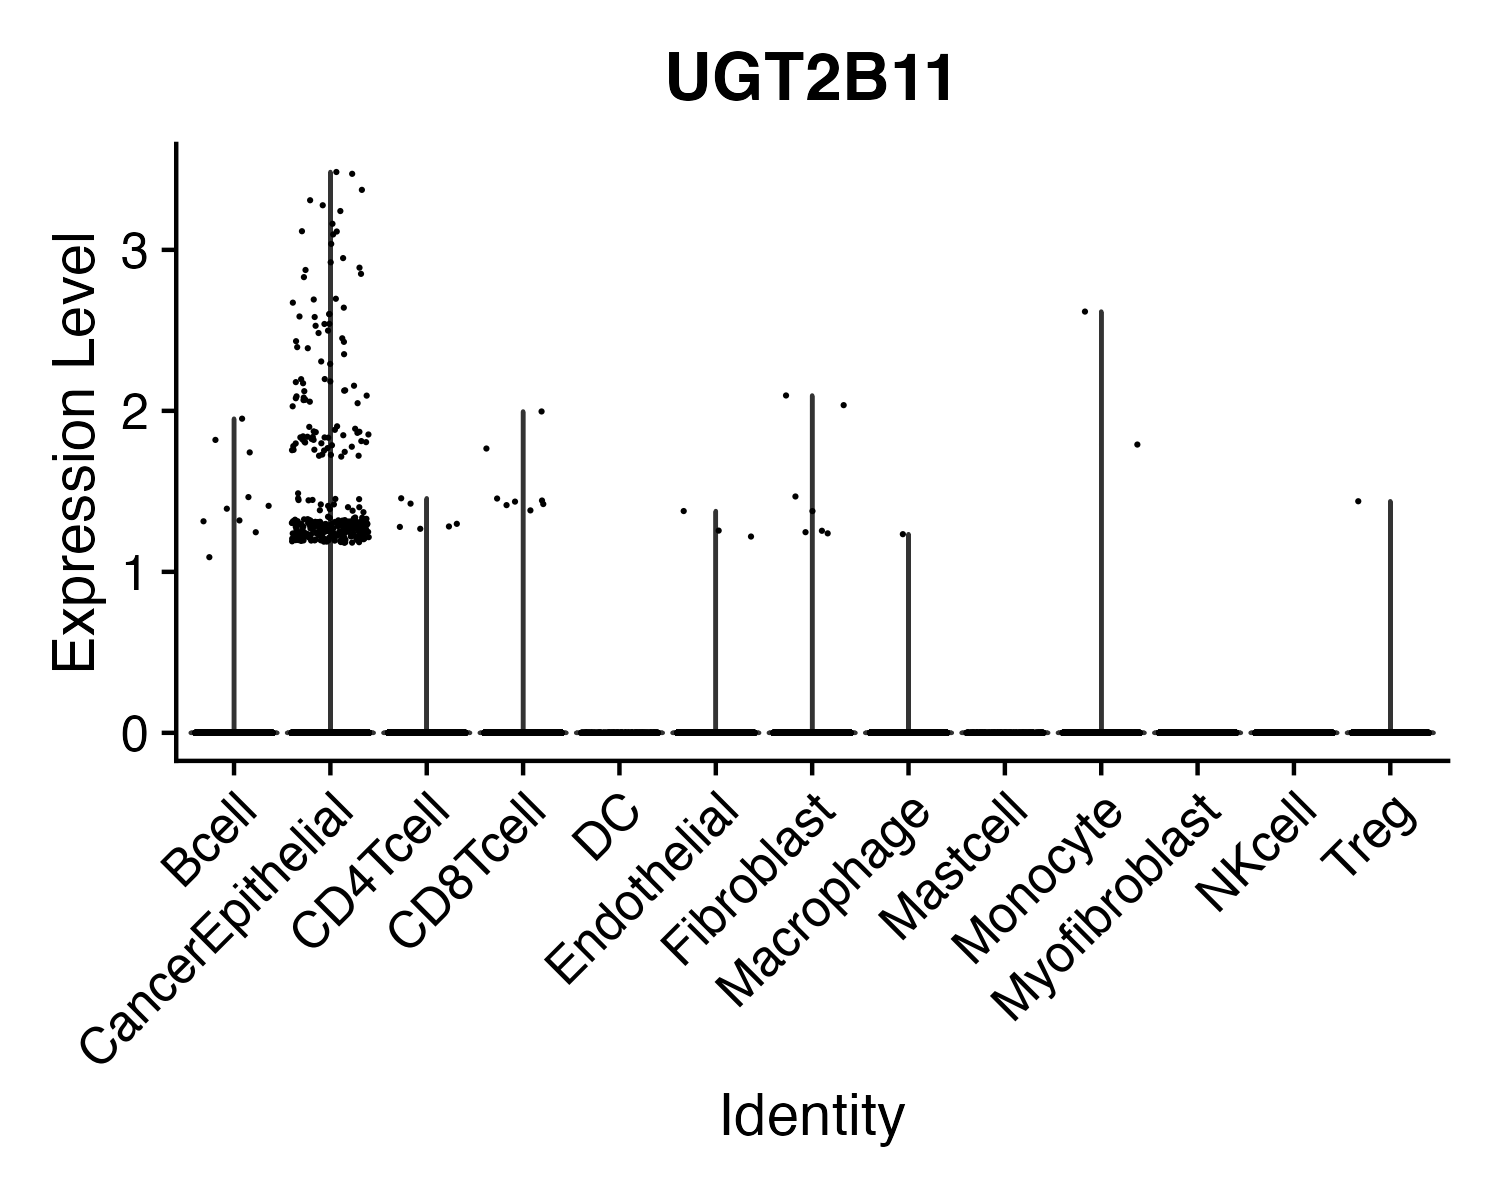 UGT2B11
Expression Level
3
2
1
0
Bcell
CancerEpithelial
CD4Tcell
CD8Tcell
DC
Endothelial
Fibroblast
Macrophage
Mastcell
Monocyte
Myofibroblast
NKcell
Treg
Identity